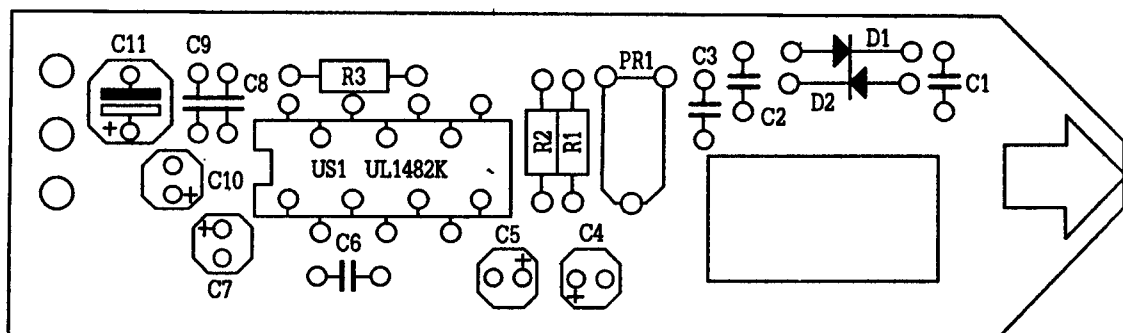 C11
C9
C8
R3
PR1
C3
C2
D1
D2
C1
US1 UL1482K
R2
R1
C10
C7
C6
C5
C4
+
+
+
+
+